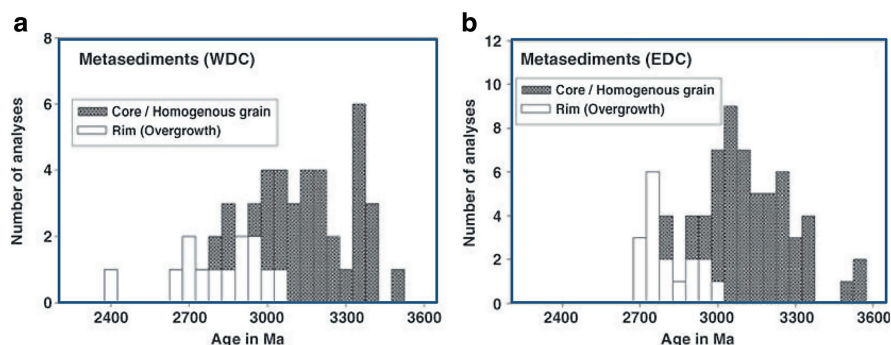 a
8
6
4
2
0
Number of analyses
Metasediments (WDC)
Core / Homogenous grain
Rim (Overgrowth)
2400 2700 3000 3300 3600
Age in Ma
b
12
10
8
6
4
2
0
Number of analyses
Metasediments (EDC)
Core / Homogenous grain
Rim (Overgrowth)
2400 2700 3000 3300 3600
Age in Ma